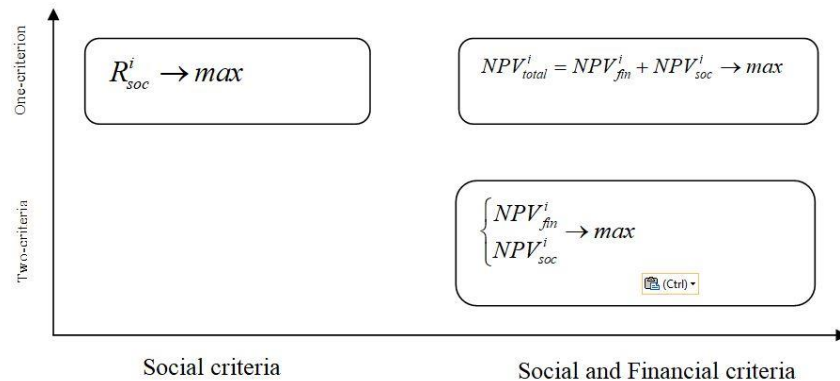 One-criterion
R^i_soc → max
NPV^i_total = NPV^i_fin + NPV^i_soc → max
Two-criteria
{ NPV^i_fin
NPV^i_soc → max
(Ctrl)
Social criteria
Social and Financial criteria